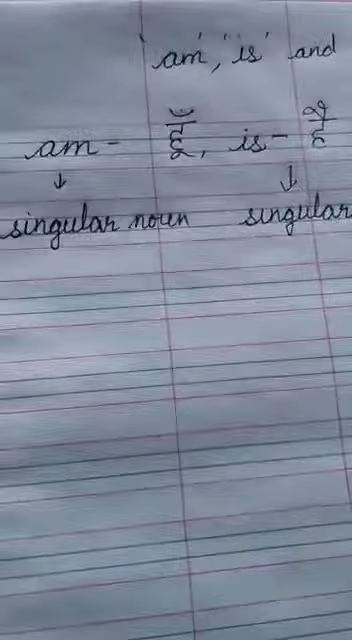 'am', 'is' and
am - हूँ, is - है
↓ ↓
singular noun singular